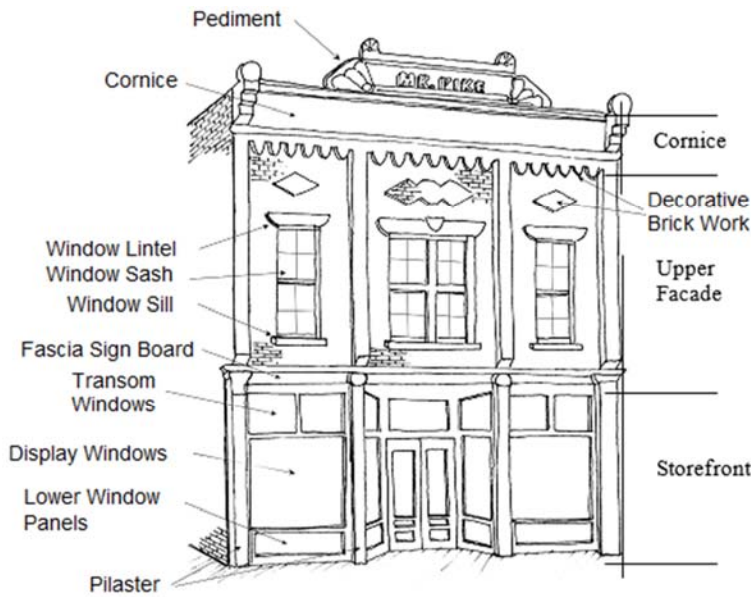 Pediment
Cornice
MR. PIKE
Cornice
Decorative
Brick Work
Window Lintel
Window Sash
Window Sill
Upper
Facade
Fascia Sign Board
Transom
Windows
Display Windows
Storefront
Lower Window
Panels
Pilaster